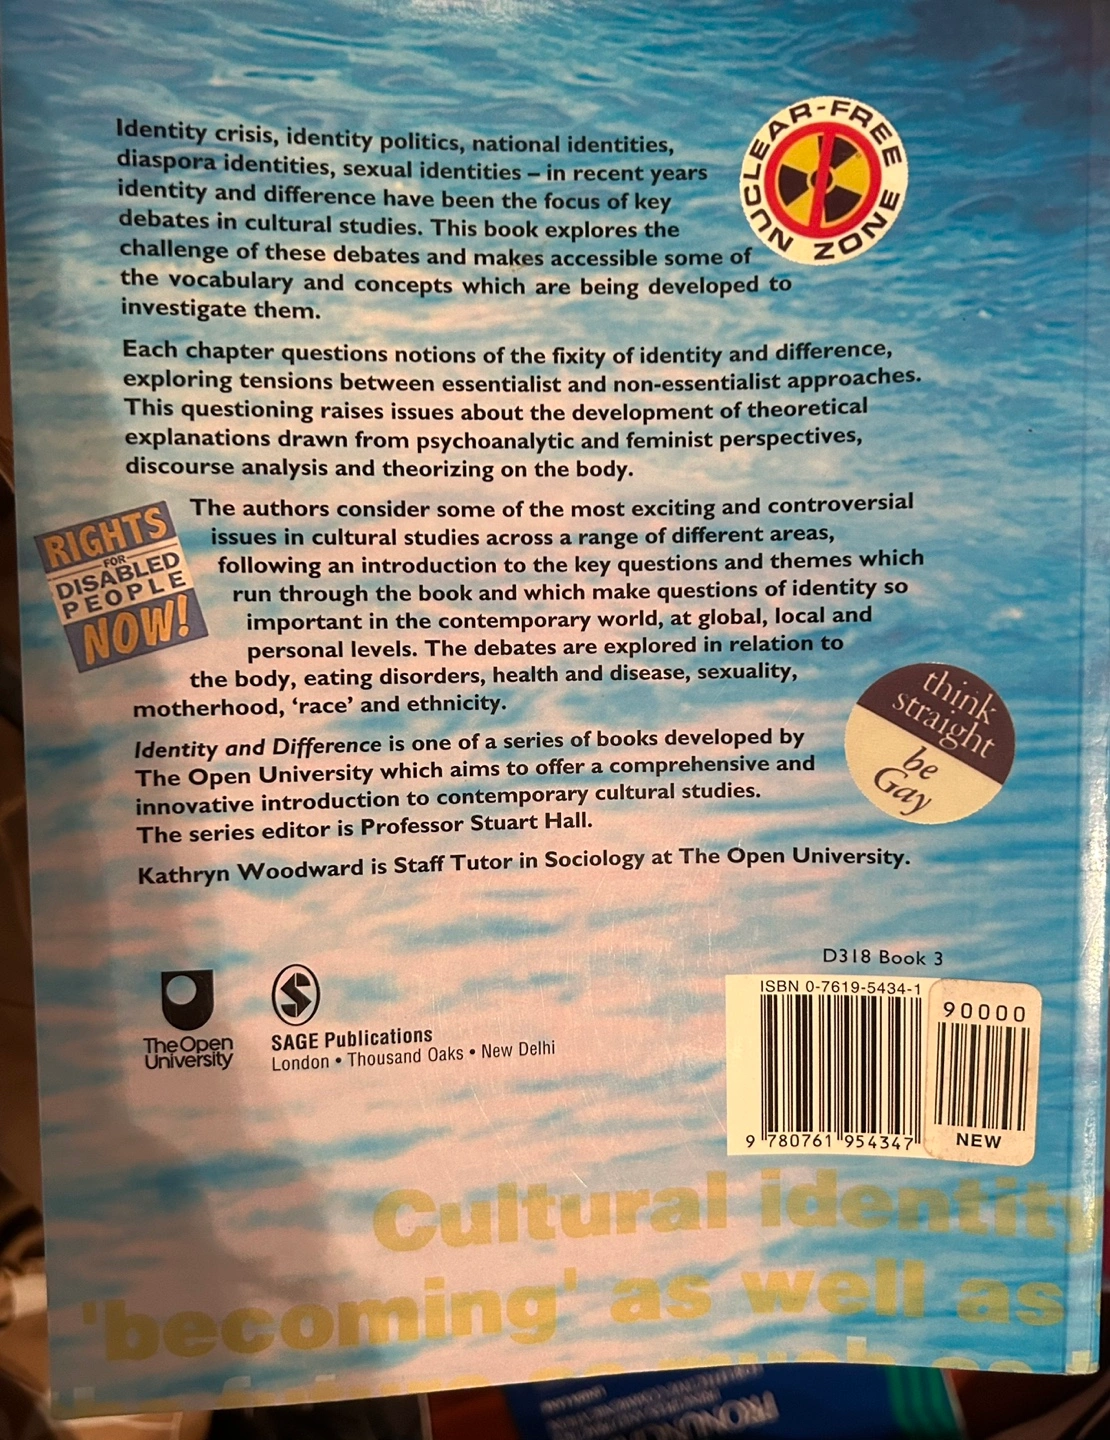 NUCLEAR-FREE ZONE
Identity crisis, identity politics, national identities,
diaspora identities, sexual identities – in recent years
identity and difference have been the focus of key
debates in cultural studies. This book explores the
challenge of these debates and makes accessible some of
the vocabulary and concepts which are being developed to
investigate them.
Each chapter questions notions of the fixity of identity and difference,
exploring tensions between essentialist and non-essentialist approaches.
This questioning raises issues about the development of theoretical
explanations drawn from psychoanalytic and feminist perspectives,
discourse analysis and theorizing on the body.
RIGHTS
FOR
DISABLED
PEOPLE
NOW!
The authors consider some of the most exciting and controversial
issues in cultural studies across a range of different areas,
following an introduction to the key questions and themes which
run through the book and which make questions of identity so
important in the contemporary world, at global, local and
personal levels. The debates are explored in relation to
the body, eating disorders, health and disease, sexuality,
motherhood, ‘race’ and ethnicity.
think
straight
be
Gay
Identity and Difference is one of a series of books developed by
The Open University which aims to offer a comprehensive and
innovative introduction to contemporary cultural studies.
The series editor is Professor Stuart Hall.
Kathryn Woodward is Staff Tutor in Sociology at The Open University.
D318 Book 3
The Open
University
SAGE Publications
London • Thousand Oaks • New Delhi
ISBN 0-7619-5434-1
9 780761 954347
90000
NEW
Cultural identity
'becoming' as well as